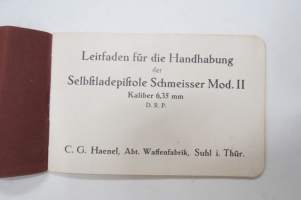 Leitfaden für die Handhabung
der
Selbstladepistole Schmeisser Mod. II
Kaliber 6,35 mm
D. R. P.
C. G. Haenel, Abt. Waffenfabrik, Suhl i. Thür.